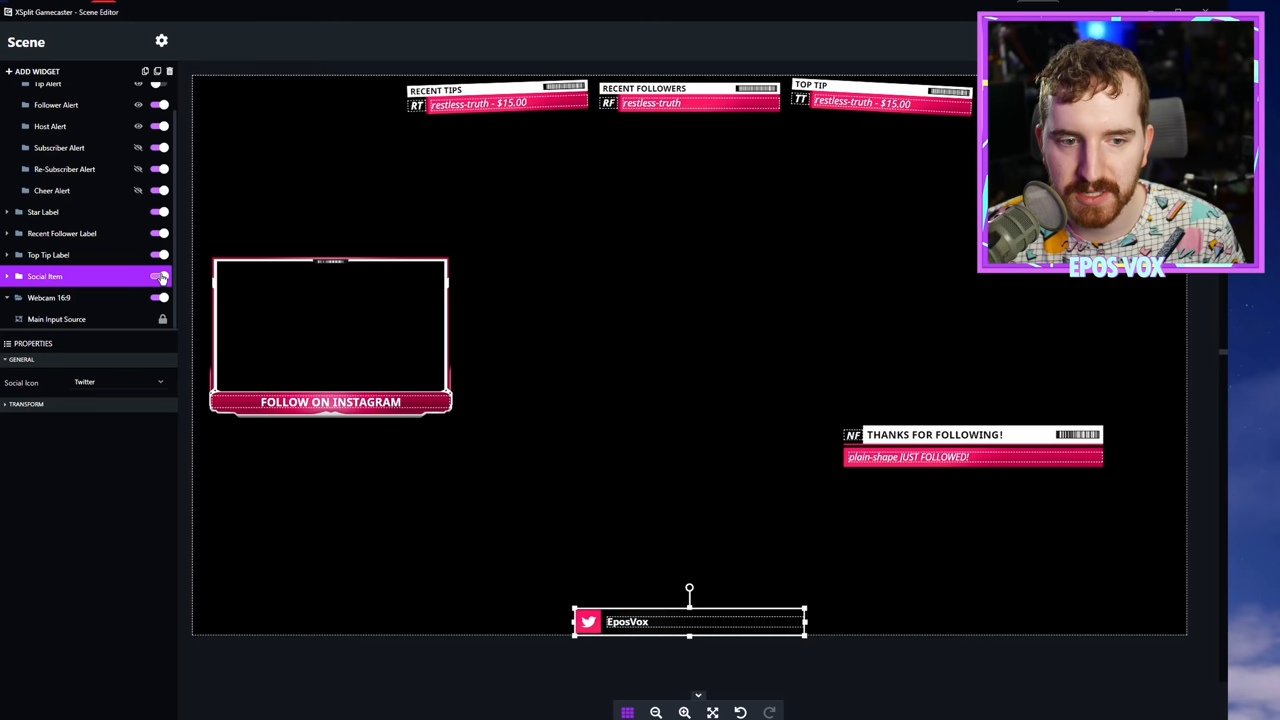 XSplit Gamecaster - Scene Editor
Scene
ADD WIDGET
Tip Alert
Follower Alert
Host Alert
Subscriber Alert
Re-Subscriber Alert
Cheer Alert
Star Label
Recent Follower Label
Top Tip Label
Social Item
Webcam 16:9
Main Input Source
PROPERTIES
GENERAL
Social Icon
Twitter
TRANSFORM
RECENT TIPS
RT restless-truth - $15.00
RECENT FOLLOWERS
RF restless-truth
TOP TIP
TT restless-truth - $15.00
FOLLOW ON INSTAGRAM
NF THANKS FOR FOLLOWING!
plain-shape JUST FOLLOWED!
EposVox
EPOS VOX